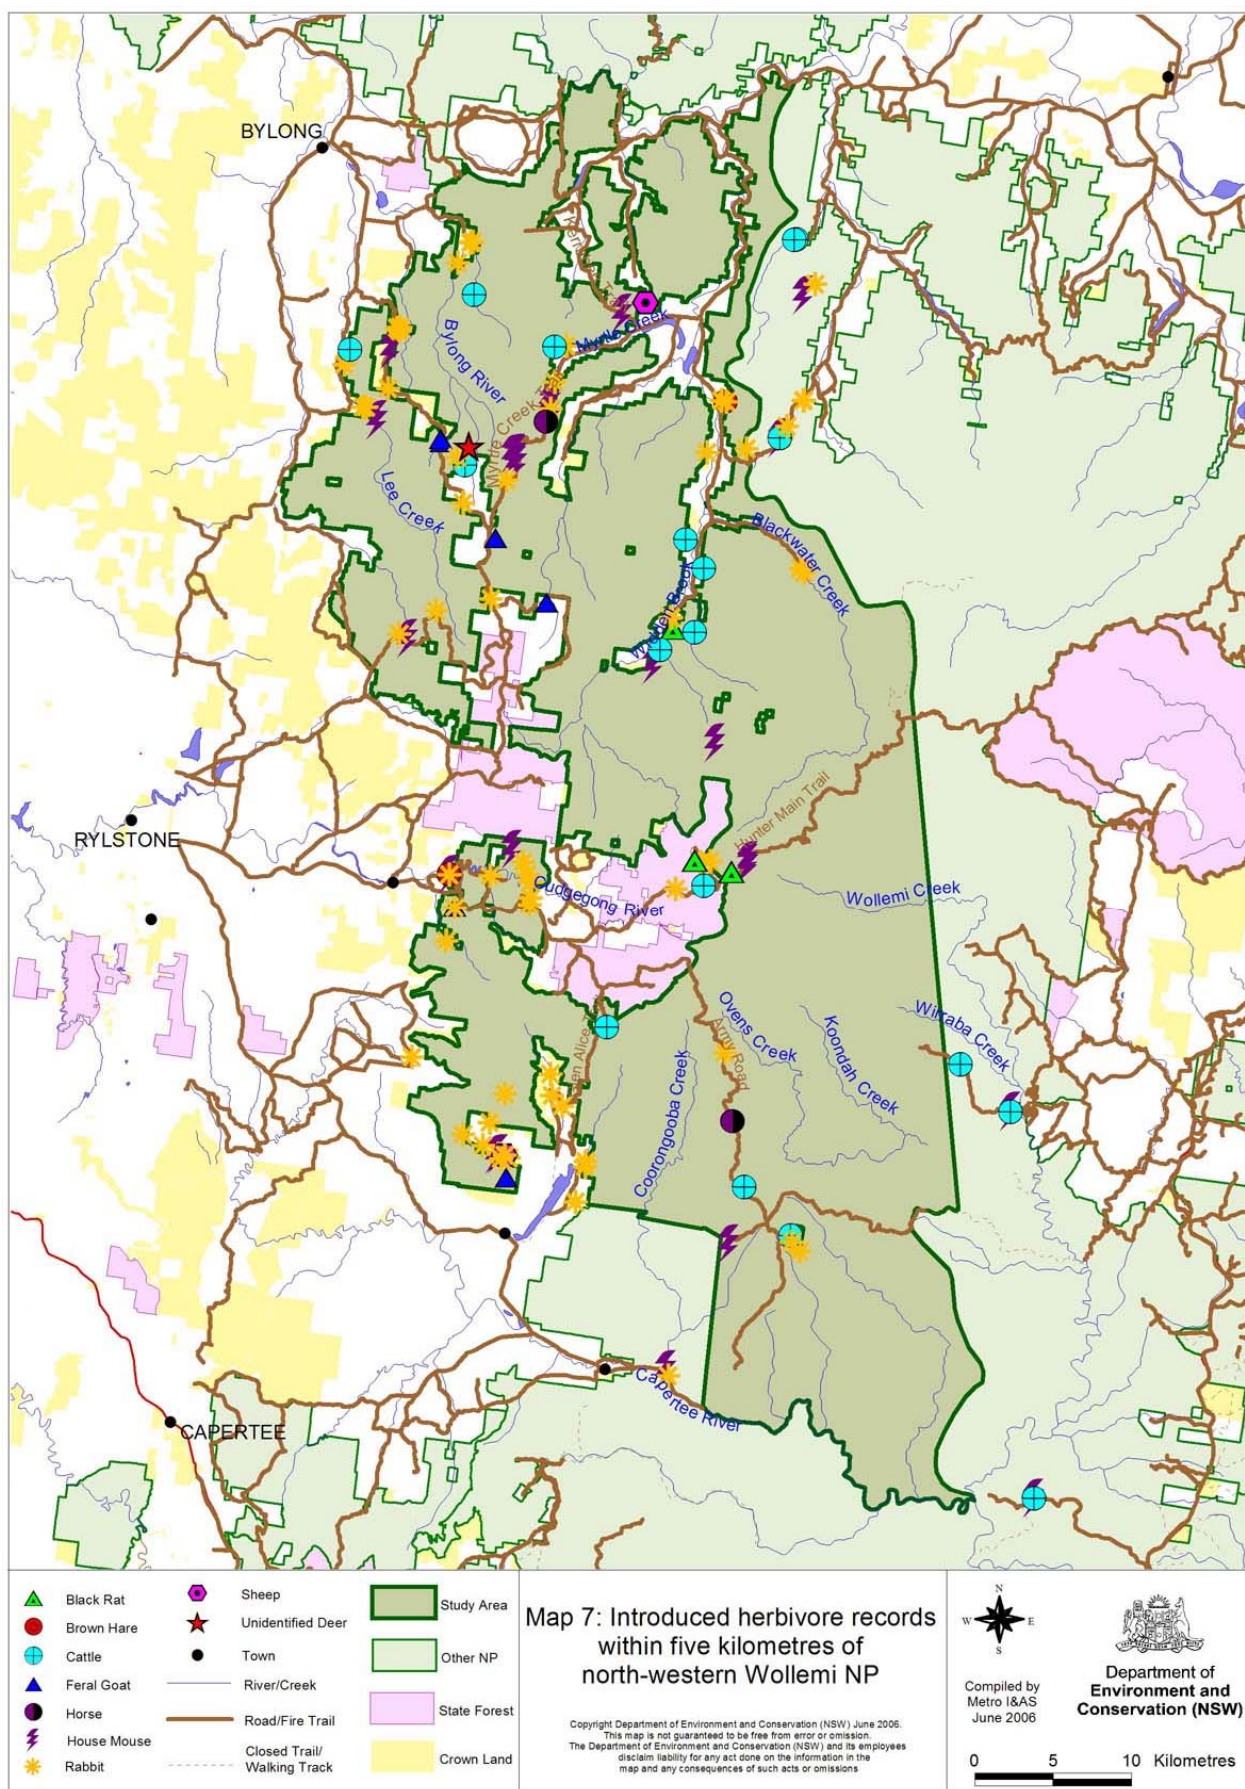 BYLONG
Myrtle Creek
Bylong River
Myrtle Creek
Lee Creek
Blackwater Creek
Widden Brook
Hunter Main Trail
RYLSTONE
Cudgegong River
Wollemi Creek
Ovens Creek
Army Road
Koondah Creek
Wirraba Creek
Coorongooba Creek
Capertee River
CAPERTEE
Black Rat
Brown Hare
Cattle
Feral Goat
Horse
House Mouse
Rabbit
Sheep
Unidentified Deer
Town
River/Creek
Road/Fire Trail
Closed Trail/
Walking Track
Study Area
Other NP
State Forest
Crown Land
Map 7: Introduced herbivore records
within five kilometres of
north-western Wollemi NP
Copyright Department of Environment and Conservation (NSW) June 2006.
This map is not guaranteed to be free from error or omission.
The Department of Environment and Conservation (NSW) and its employees
disclaim liability for any act done on the information in the
map and any consequences of such acts or omissions
N
W E
S
Compiled by
Metro I&AS
June 2006
Department of
Environment and
Conservation (NSW)
0 5 10 Kilometres